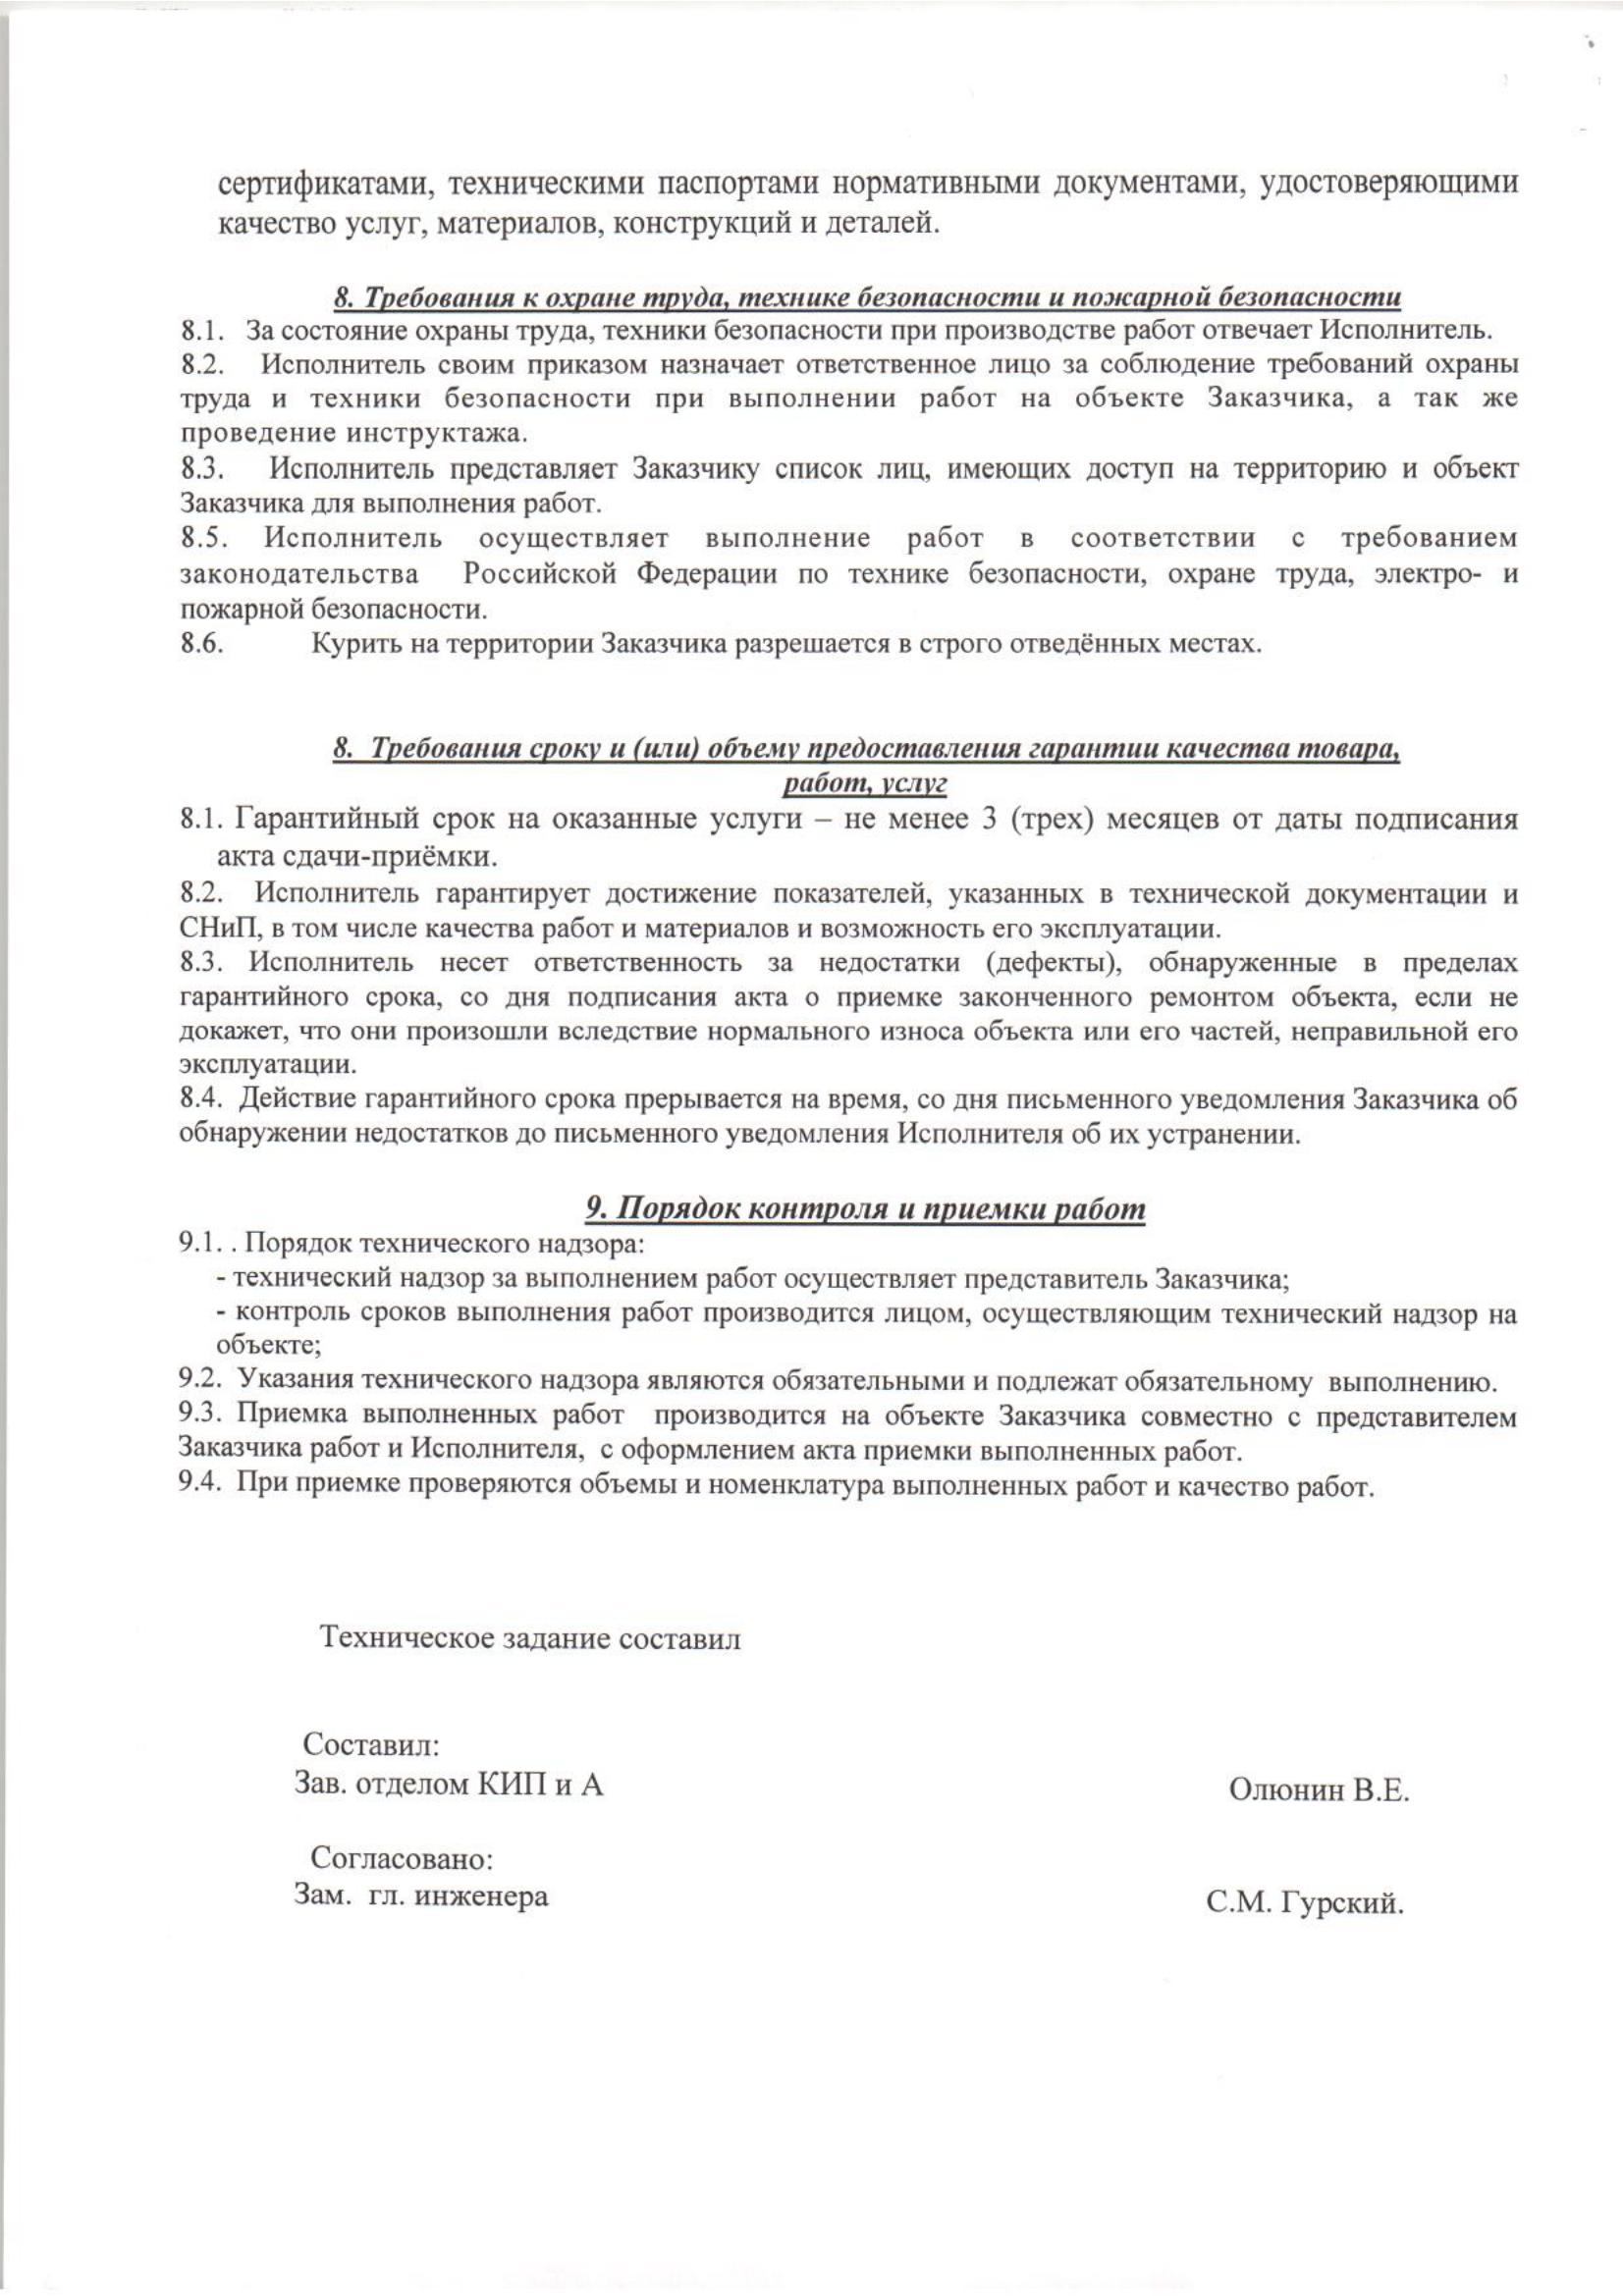 сертификатами, техническими паспортами нормативными документами, удостоверяющими
качество услуг, материалов, конструкций и деталей.
8. Требования к охране труда, технике безопасности и пожарной безопасности
8.1. За состояние охраны труда, техники безопасности при производстве работ отвечает Исполнитель.
8.2. Исполнитель своим приказом назначает ответственное лицо за соблюдение требований охраны
труда и техники безопасности при выполнении работ на объекте Заказчика, а так же
проведение инструктажа.
8.3. Исполнитель представляет Заказчику список лиц, имеющих доступ на территорию и объект
Заказчика для выполнения работ.
8.5. Исполнитель осуществляет выполнение работ в соответствии с требованием
законодательства Российской Федерации по технике безопасности, охране труда, электро- и
пожарной безопасности.
8.6. Курить на территории Заказчика разрешается в строго отведённых местах.
8. Требования сроку и (или) объему предоставления гарантии качества товара,
работ, услуг
8.1. Гарантийный срок на оказанные услуги – не менее 3 (трех) месяцев от даты подписания
акта сдачи-приёмки.
8.2. Исполнитель гарантирует достижение показателей, указанных в технической документации и
СНиП, в том числе качества работ и материалов и возможность его эксплуатации.
8.3. Исполнитель несет ответственность за недостатки (дефекты), обнаруженные в пределах
гарантийного срока, со дня подписания акта о приемке законченного ремонтом объекта, если не
докажет, что они произошли вследствие нормального износа объекта или его частей, неправильной его
эксплуатации.
8.4. Действие гарантийного срока прерывается на время, со дня письменного уведомления Заказчика об
обнаружении недостатков до письменного уведомления Исполнителя об их устранении.
9. Порядок контроля и приемки работ
9.1. . Порядок технического надзора:
- технический надзор за выполнением работ осуществляет представитель Заказчика;
- контроль сроков выполнения работ производится лицом, осуществляющим технический надзор на
объекте;
9.2. Указания технического надзора являются обязательными и подлежат обязательному выполнению.
9.3. Приемка выполненных работ производится на объекте Заказчика совместно с представителем
Заказчика работ и Исполнителя, с оформлением акта приемки выполненных работ.
9.4. При приемке проверяются объемы и номенклатура выполненных работ и качество работ.
Техническое задание составил
Составил:
Зав. отделом КИП и А Олюнин В.Е.
Согласовано:
Зам. гл. инженера С.М. Гурский.